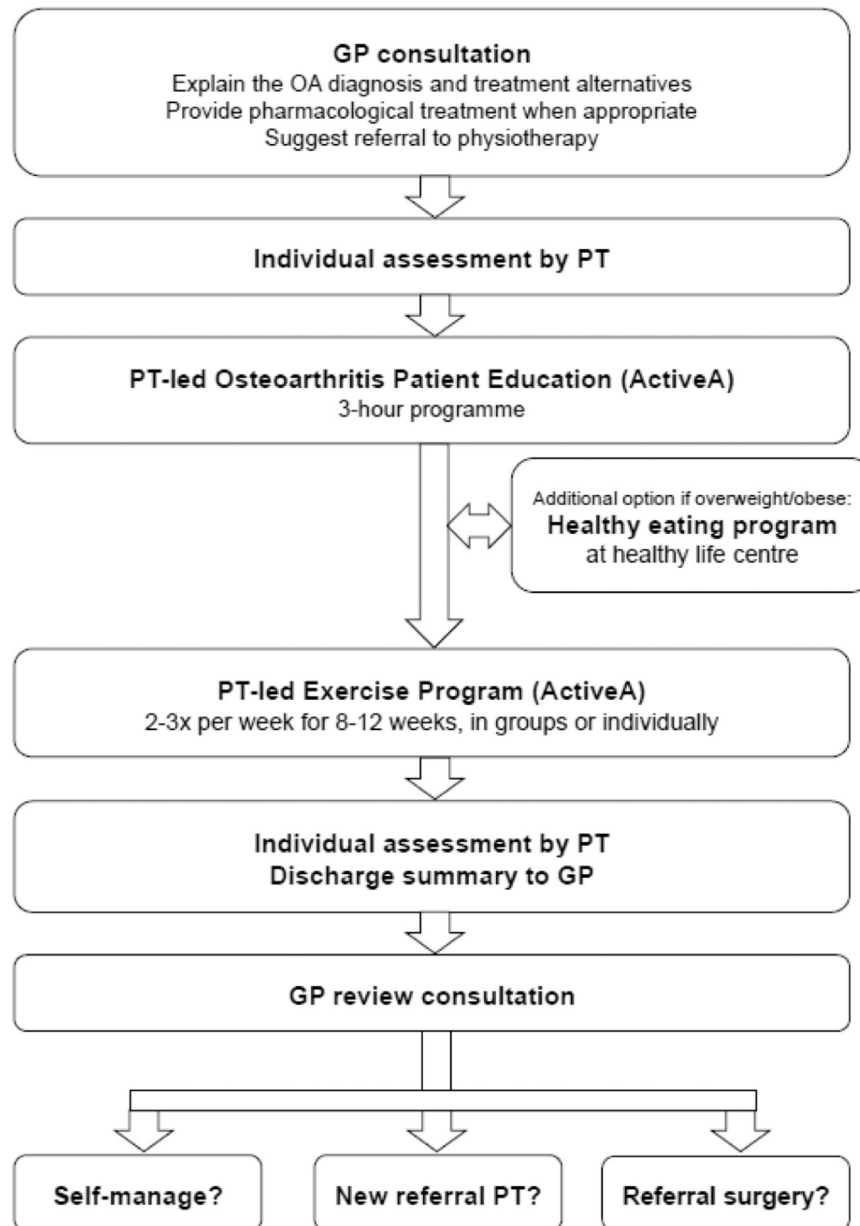 GP consultation
Explain the OA diagnosis and treatment alternatives
Provide pharmacological treatment when appropriate
Suggest referral to physiotherapy
Individual assessment by PT
PT-led Osteoarthritis Patient Education (ActiveA)
3-hour programme
Additional option if overweight/obese:
Healthy eating program
at healthy life centre
PT-led Exercise Program (ActiveA)
2-3x per week for 8-12 weeks, in groups or individually
Individual assessment by PT
Discharge summary to GP
GP review consultation
Self-manage?
New referral PT?
Referral surgery?